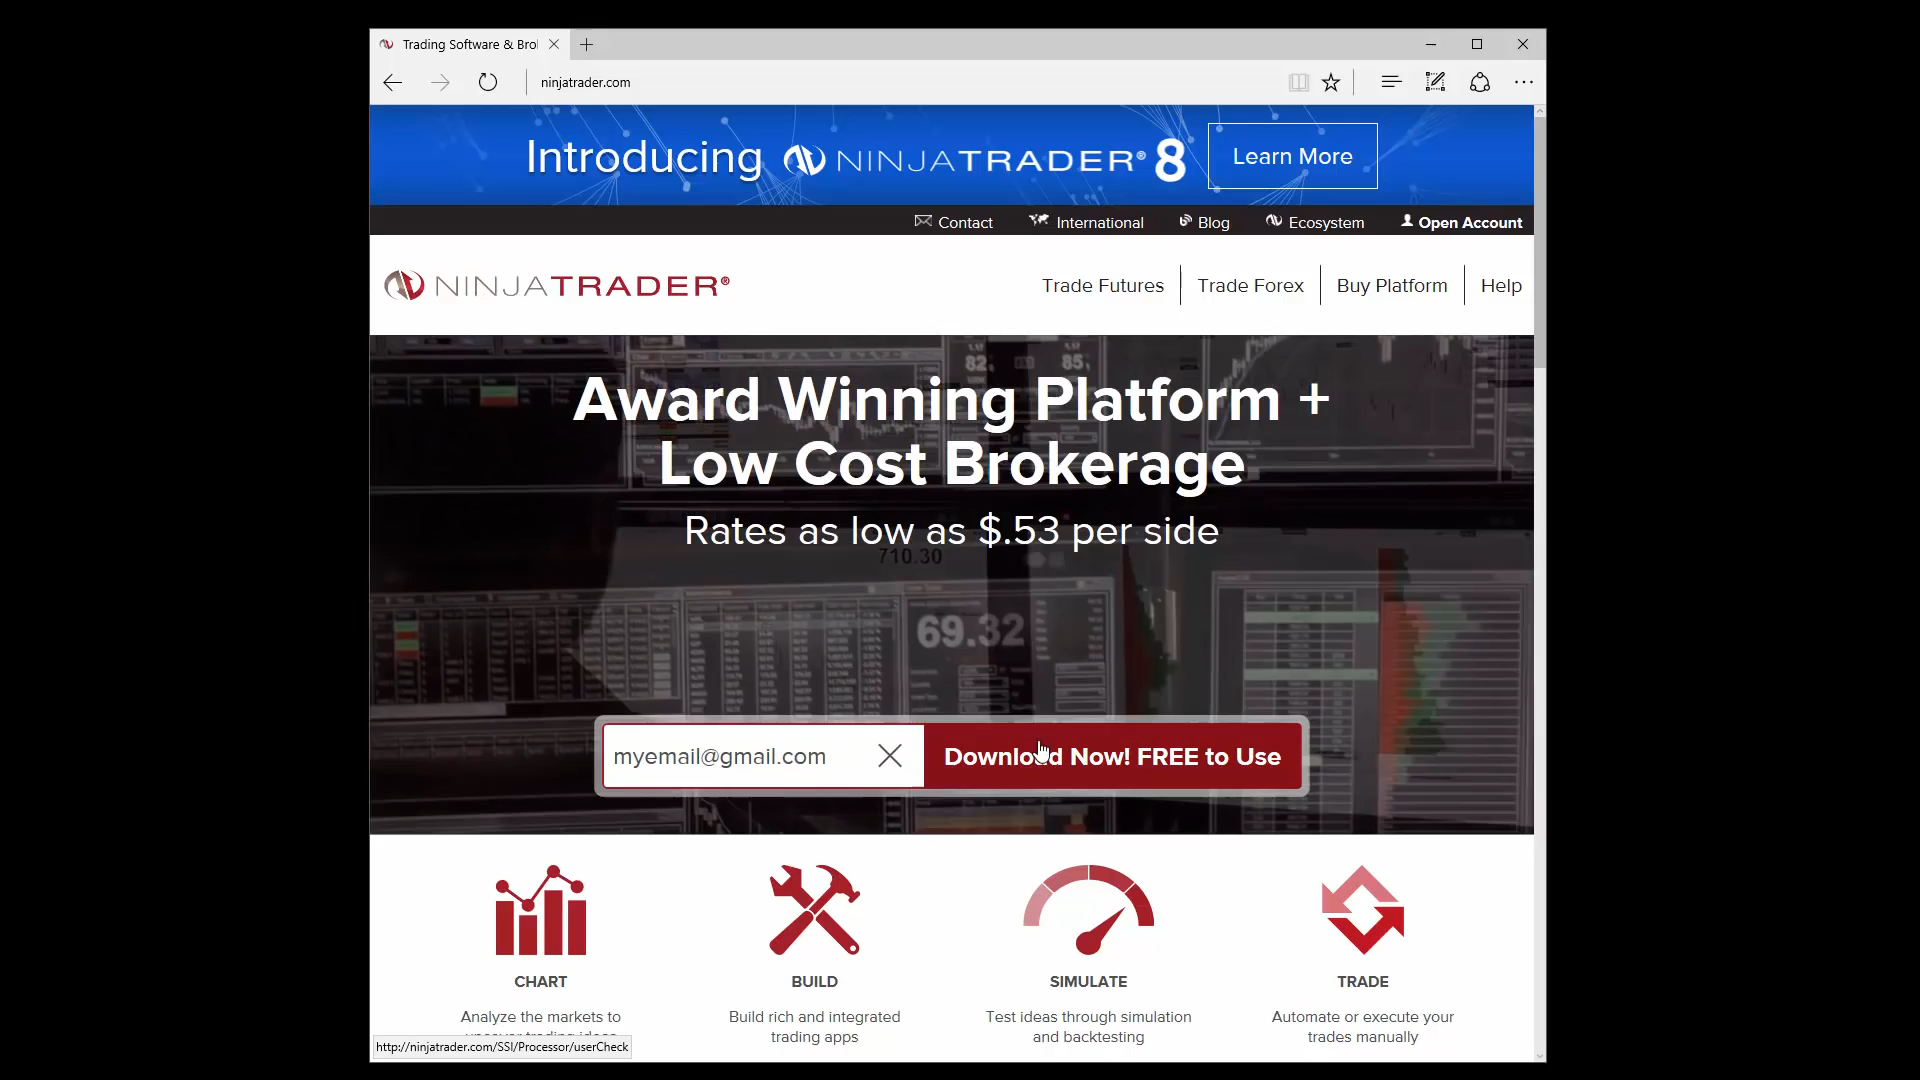 Trading Software & Bro
ninjatrader.com
Introducing NINJATRADER® 8 Learn More
Contact International Blog Ecosystem Open Account
NINJATRADER®
Trade Futures Trade Forex Buy Platform Help
Award Winning Platform +
Low Cost Brokerage
Rates as low as $.53 per side
82
85
710.30
69.32
myemail@gmail.com
Download Now! FREE to Use
CHART
BUILD
SIMULATE
TRADE
Analyze the markets to
Build rich and integrated
trading apps
Test ideas through simulation
and backtesting
Automate or execute your
trades manually
http://ninjatrader.com/SSI/Processor/userCheck